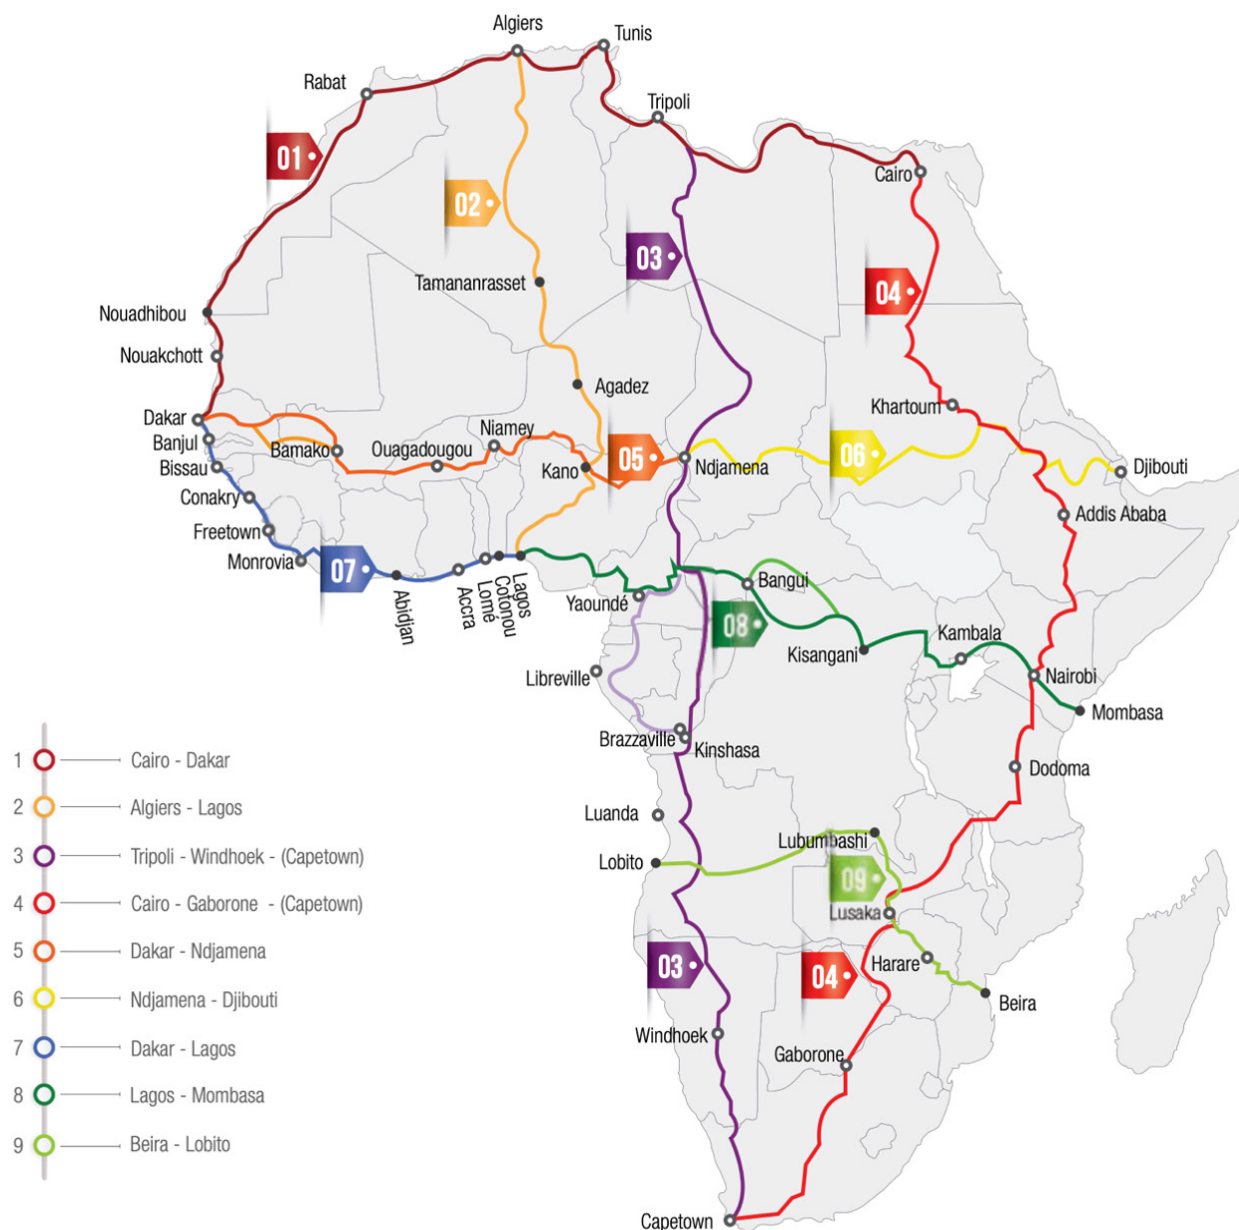 Algiers
Tunis
Rabat
Tripoli
01
Cairo
02
03
04
Tamananrasset
Nouadhibou
Nouakchott
Agadez
Khartoum
Dakar
Banjul
Bissau
Bamako
Ouagadougou
Niamey
Kano
05
Ndjamena
06
Djibouti
Conakry
Addis Ababa
Freetown
Monrovia
07
Abidjan
Accra
Lomé
Cotonou
Lagos
Yaoundé
Bangui
08
Kisangani
Kambala
Nairobi
Libreville
Mombasa
Brazzaville
Kinshasa
Dodoma
Luanda
Lubumbashi
Lobito
09
Lusaka
03
04
Harare
Beira
Windhoek
Gaborone
Capetown
1 Cairo - Dakar
2 Algiers - Lagos
3 Tripoli - Windhoek - (Capetown)
4 Cairo - Gaborone - (Capetown)
5 Dakar - Ndjamena
6 Ndjamena - Djibouti
7 Dakar - Lagos
8 Lagos - Mombasa
9 Beira - Lobito